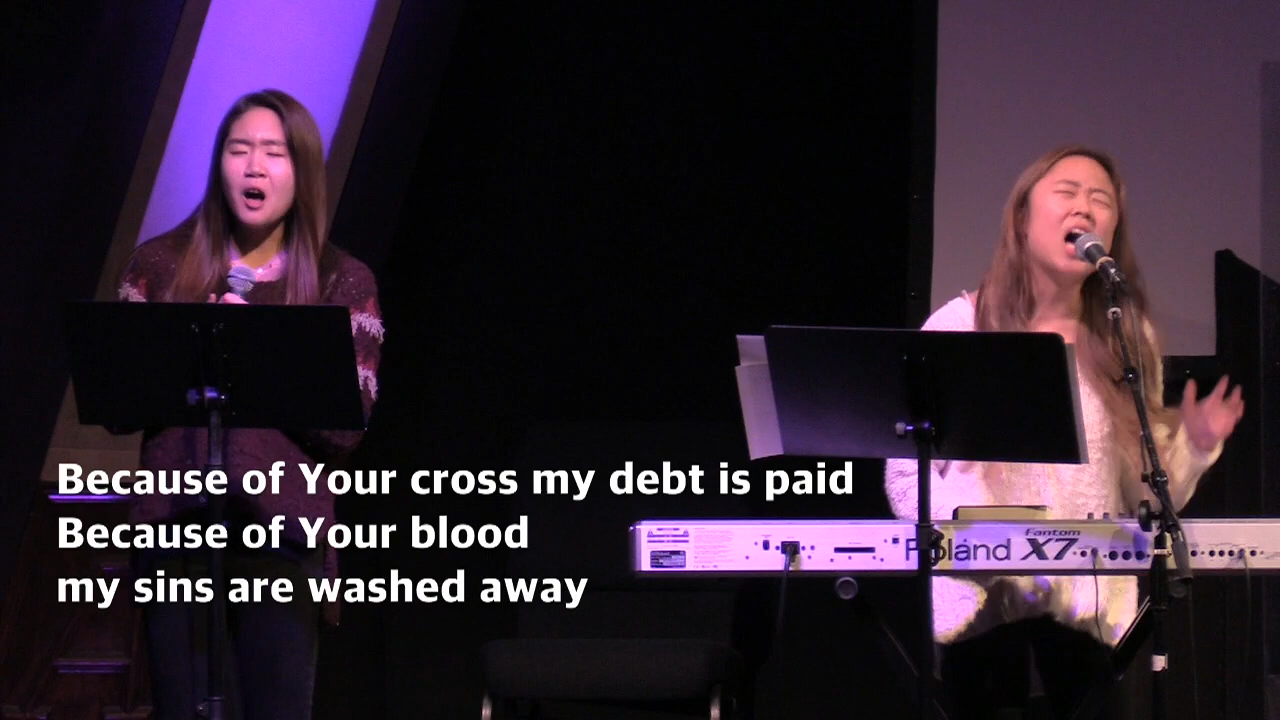 Because of Your cross my debt is paid
Because of Your blood
my sins are washed away
Fantom
Roland X7